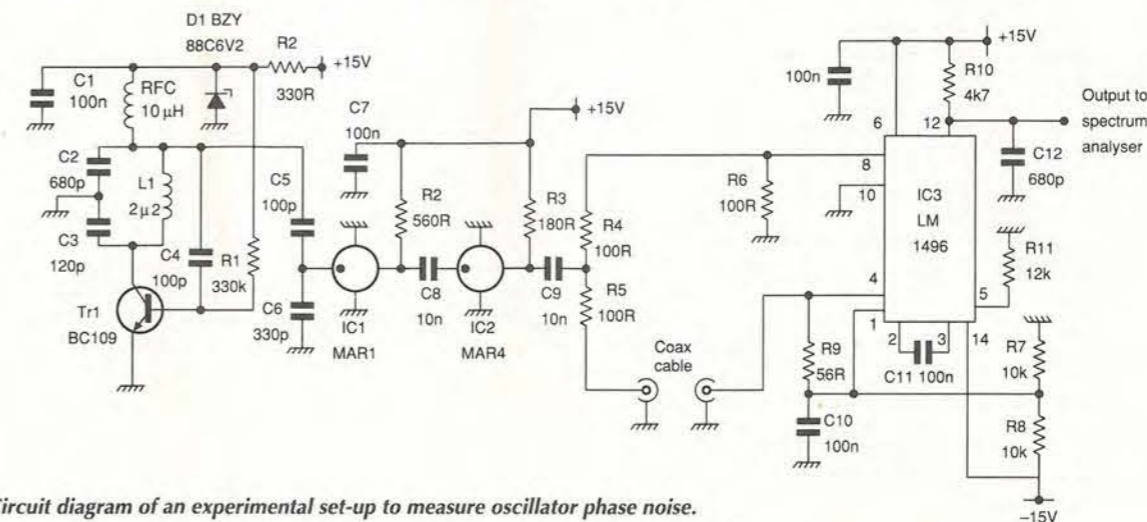 D1 BZY
88C6V2
R2
+15V
330R
C1
100n
RFC
10µH
C2
680p
L1
2µ2
C3
120p
C4
100p
R1
330k
Tr1
BC109
C5
100p
C6
330p
IC1
MAR1
C7
100n
+15V
R2
560R
R3
180R
C8
10n
IC2
MAR4
C9
10n
R4
100R
R5
100R
R6
100R
Coax
cable
100n
+15V
R10
4k7
6
12
8
10
IC3
LM
1496
4
5
1
2
3
14
C11 100n
Output to
spectrum
analyser
C12
680p
R11
12k
R9
56R
C10
100n
R7
10k
R8
10k
–15V
Circuit diagram of an experimental set-up to measure oscillator phase noise.